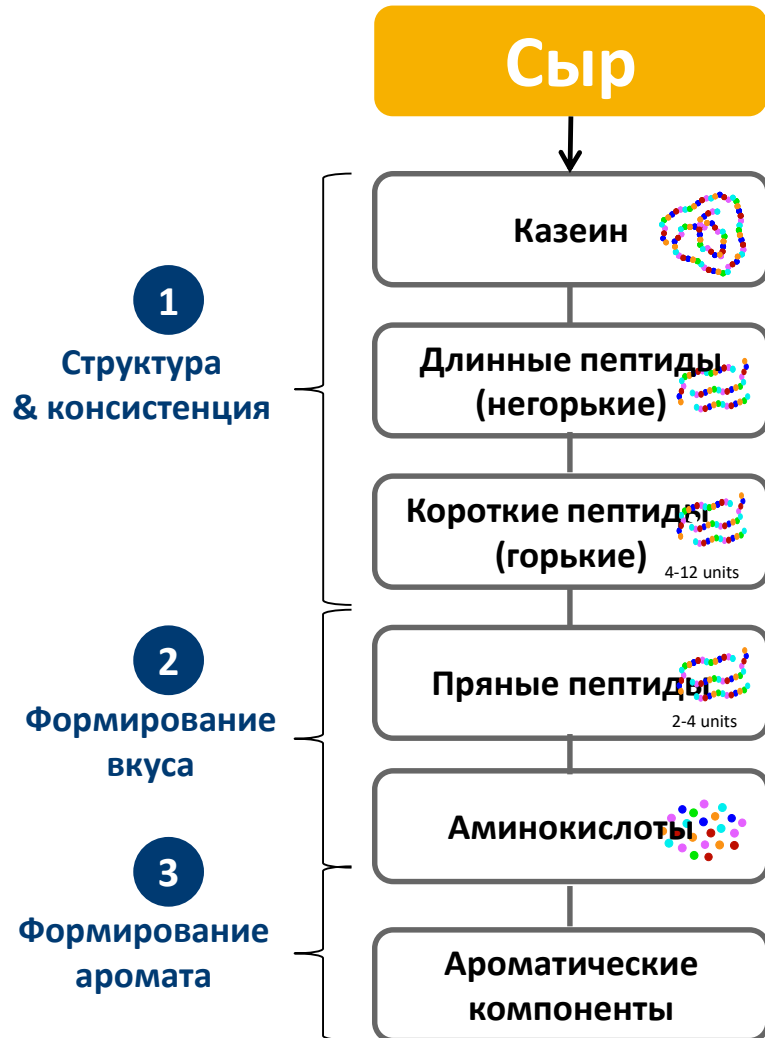 Сыр
Казеин
1
Структура
& консистенция
Длинные пептиды
(негорькие)
Короткие пептиды
(горькие)
4-12 units
2
Формирование
вкуса
Пряные пептиды
2-4 units
Аминокислоты
3
Формирование
аромата
Ароматические
компоненты